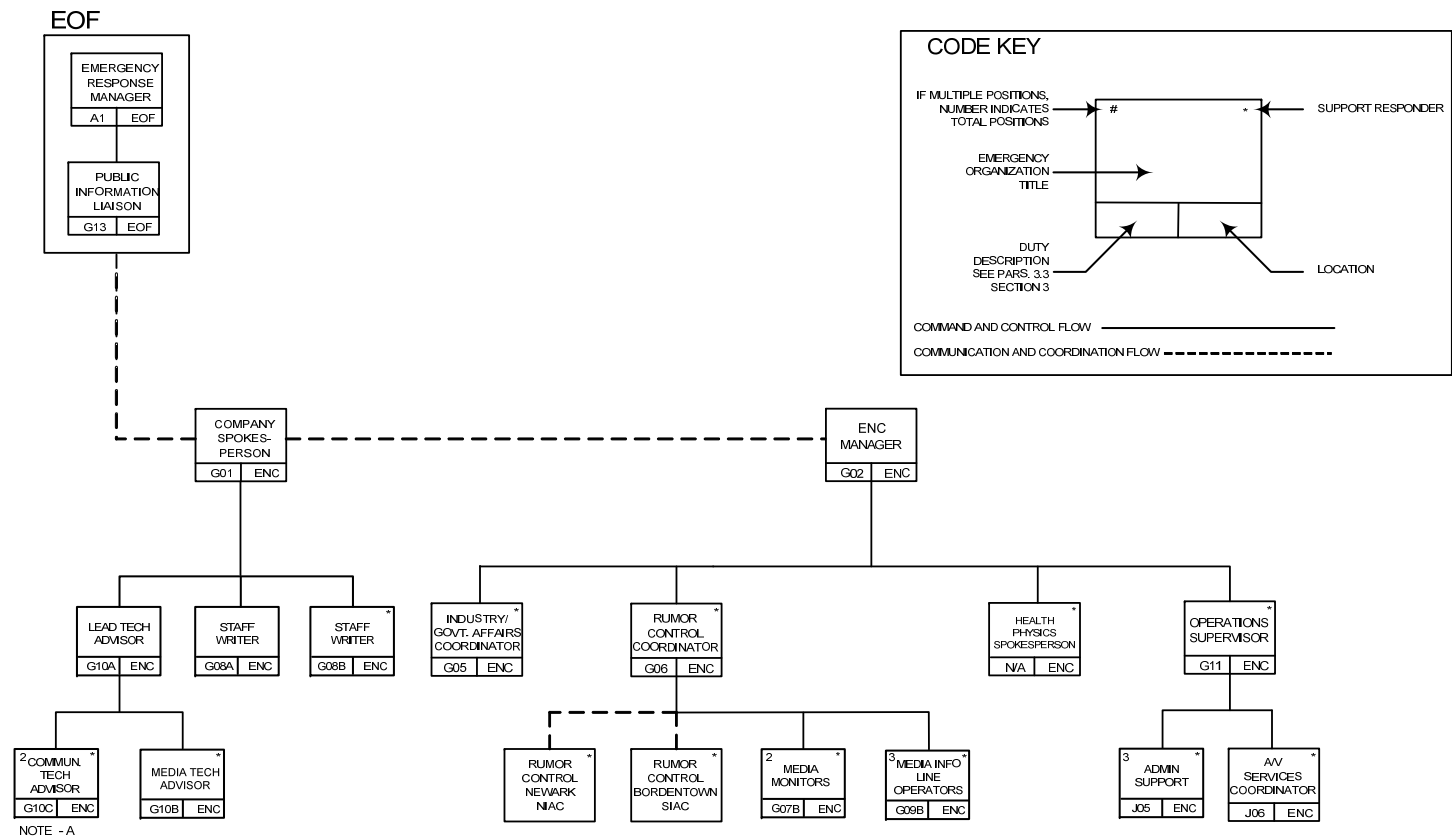 EOF
EMERGENCY
RESPONSE
MANAGER
A1 EOF
PUBLIC
INFORMATION
LIAISON
G13 EOF
CODE KEY
IF MULTIPLE POSITIONS,
NUMBER INDICATES
TOTAL POSITIONS
# *
SUPPORT RESPONDER
EMERGENCY
ORGANIZATION
TITLE
DUTY
DESCRIPTION
SEE PARS. 3.3
SECTION 3
LOCATION
COMMAND AND CONTROL FLOW
COMMUNICATION AND COORDINATION FLOW
COMPANY
SPOKES-
PERSON
G01 ENC
ENC
MANAGER
G02 ENC
LEAD TECH
ADVISOR
G10A ENC
STAFF
WRITER
G08A ENC
*
STAFF
WRITER
G08B ENC
*
INDUSTRY/
GOVT. AFFAIRS
COORDINATOR
G05 ENC
*
RUMOR
CONTROL
COORDINATOR
G06 ENC
*
HEALTH
PHYSICS
SPOKESPERSON
N/A ENC
*
OPERATIONS
SUPERVISOR
G11 ENC
2 COMMUN. *
TECH
ADVISOR
G10C ENC
NOTE - A
*
MEDIA TECH
ADVISOR
G10B ENC
*
RUMOR
CONTROL
NEWARK
NIAC
*
RUMOR
CONTROL
BORDENTOWN
SIAC
2 *
MEDIA
MONITORS
G07B ENC
3 MEDIA INFO *
LINE
OPERATORS
G09B ENC
3 *
ADMIN
SUPPORT
J05 ENC
*
A/V
SERVICES
COORDINATOR
J06 ENC